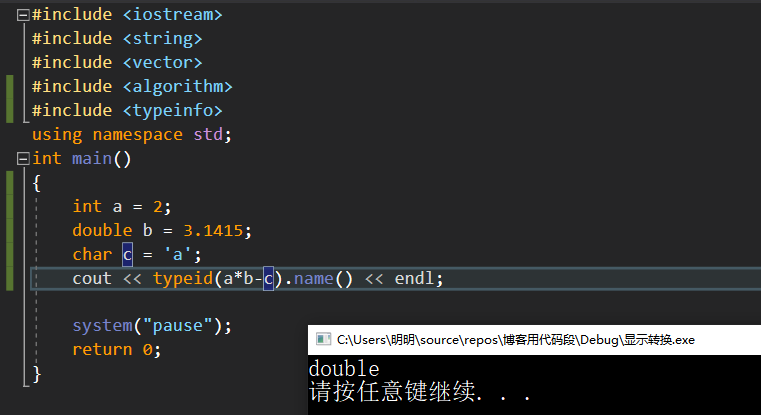 #include <iostream>
#include <string>
#include <vector>
#include <algorithm>
#include <typeinfo>
using namespace std;
int main()
{
    int a = 2;
    double b = 3.1415;
    char c = 'a';
    cout << typeid(a*b-c).name() << endl;
    system("pause");
    return 0;
}
C:\Users\明明\source\repos\博客用代码段\Debug\显示转换.exe
double
请按任意键继续. . .